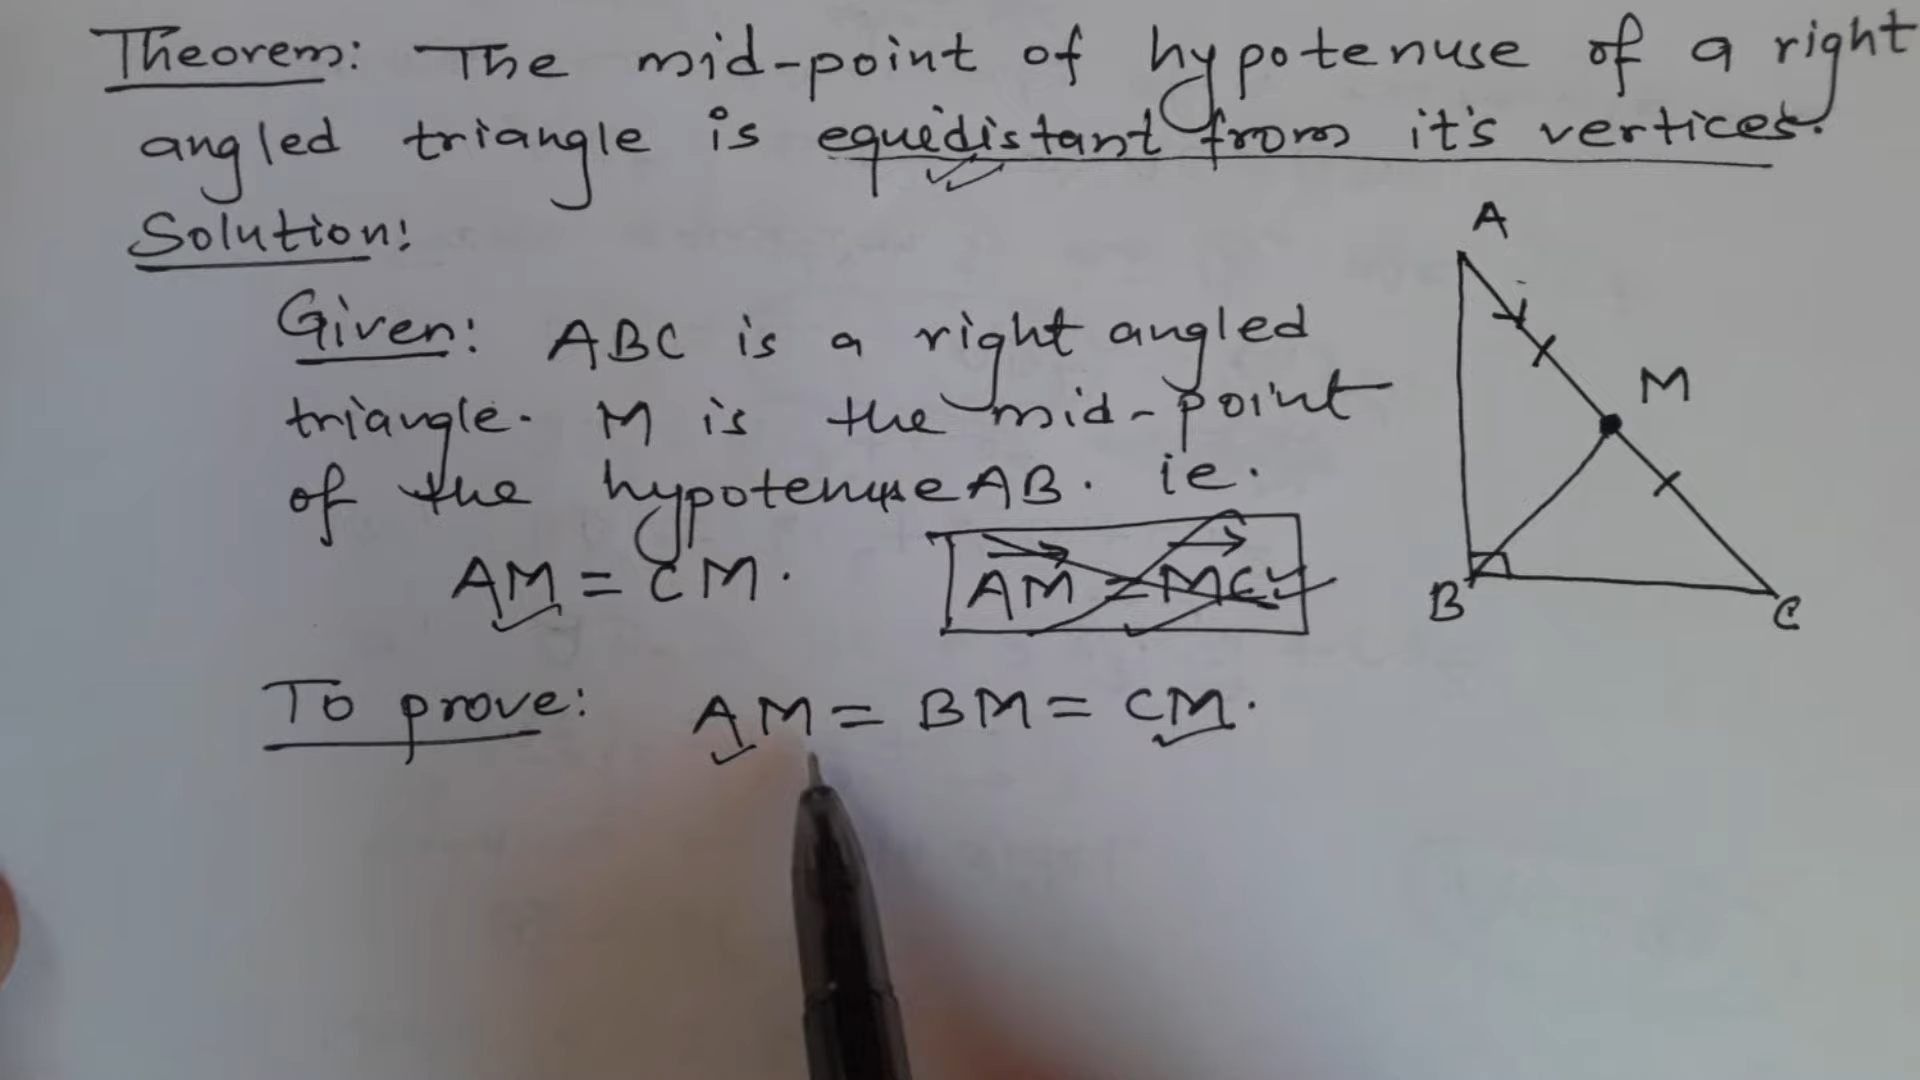 Theorem: The mid-point of hypotenuse of a right
angled triangle is equidistant from it's vertices.
Solution:
Given: ABC is a right angled
triangle. M is the mid-point
of the hypotenuse AB. ie.
AM = CM.
AM = MC
To prove: AM = BM = CM.
A
M
B
C